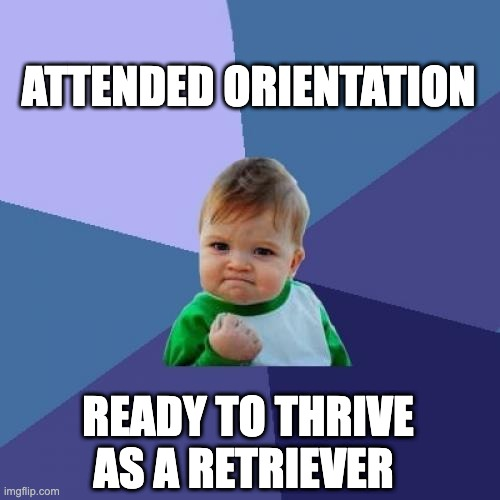 ATTENDED ORIENTATION
READY TO THRIVE
AS A RETRIEVER
imgflip.com